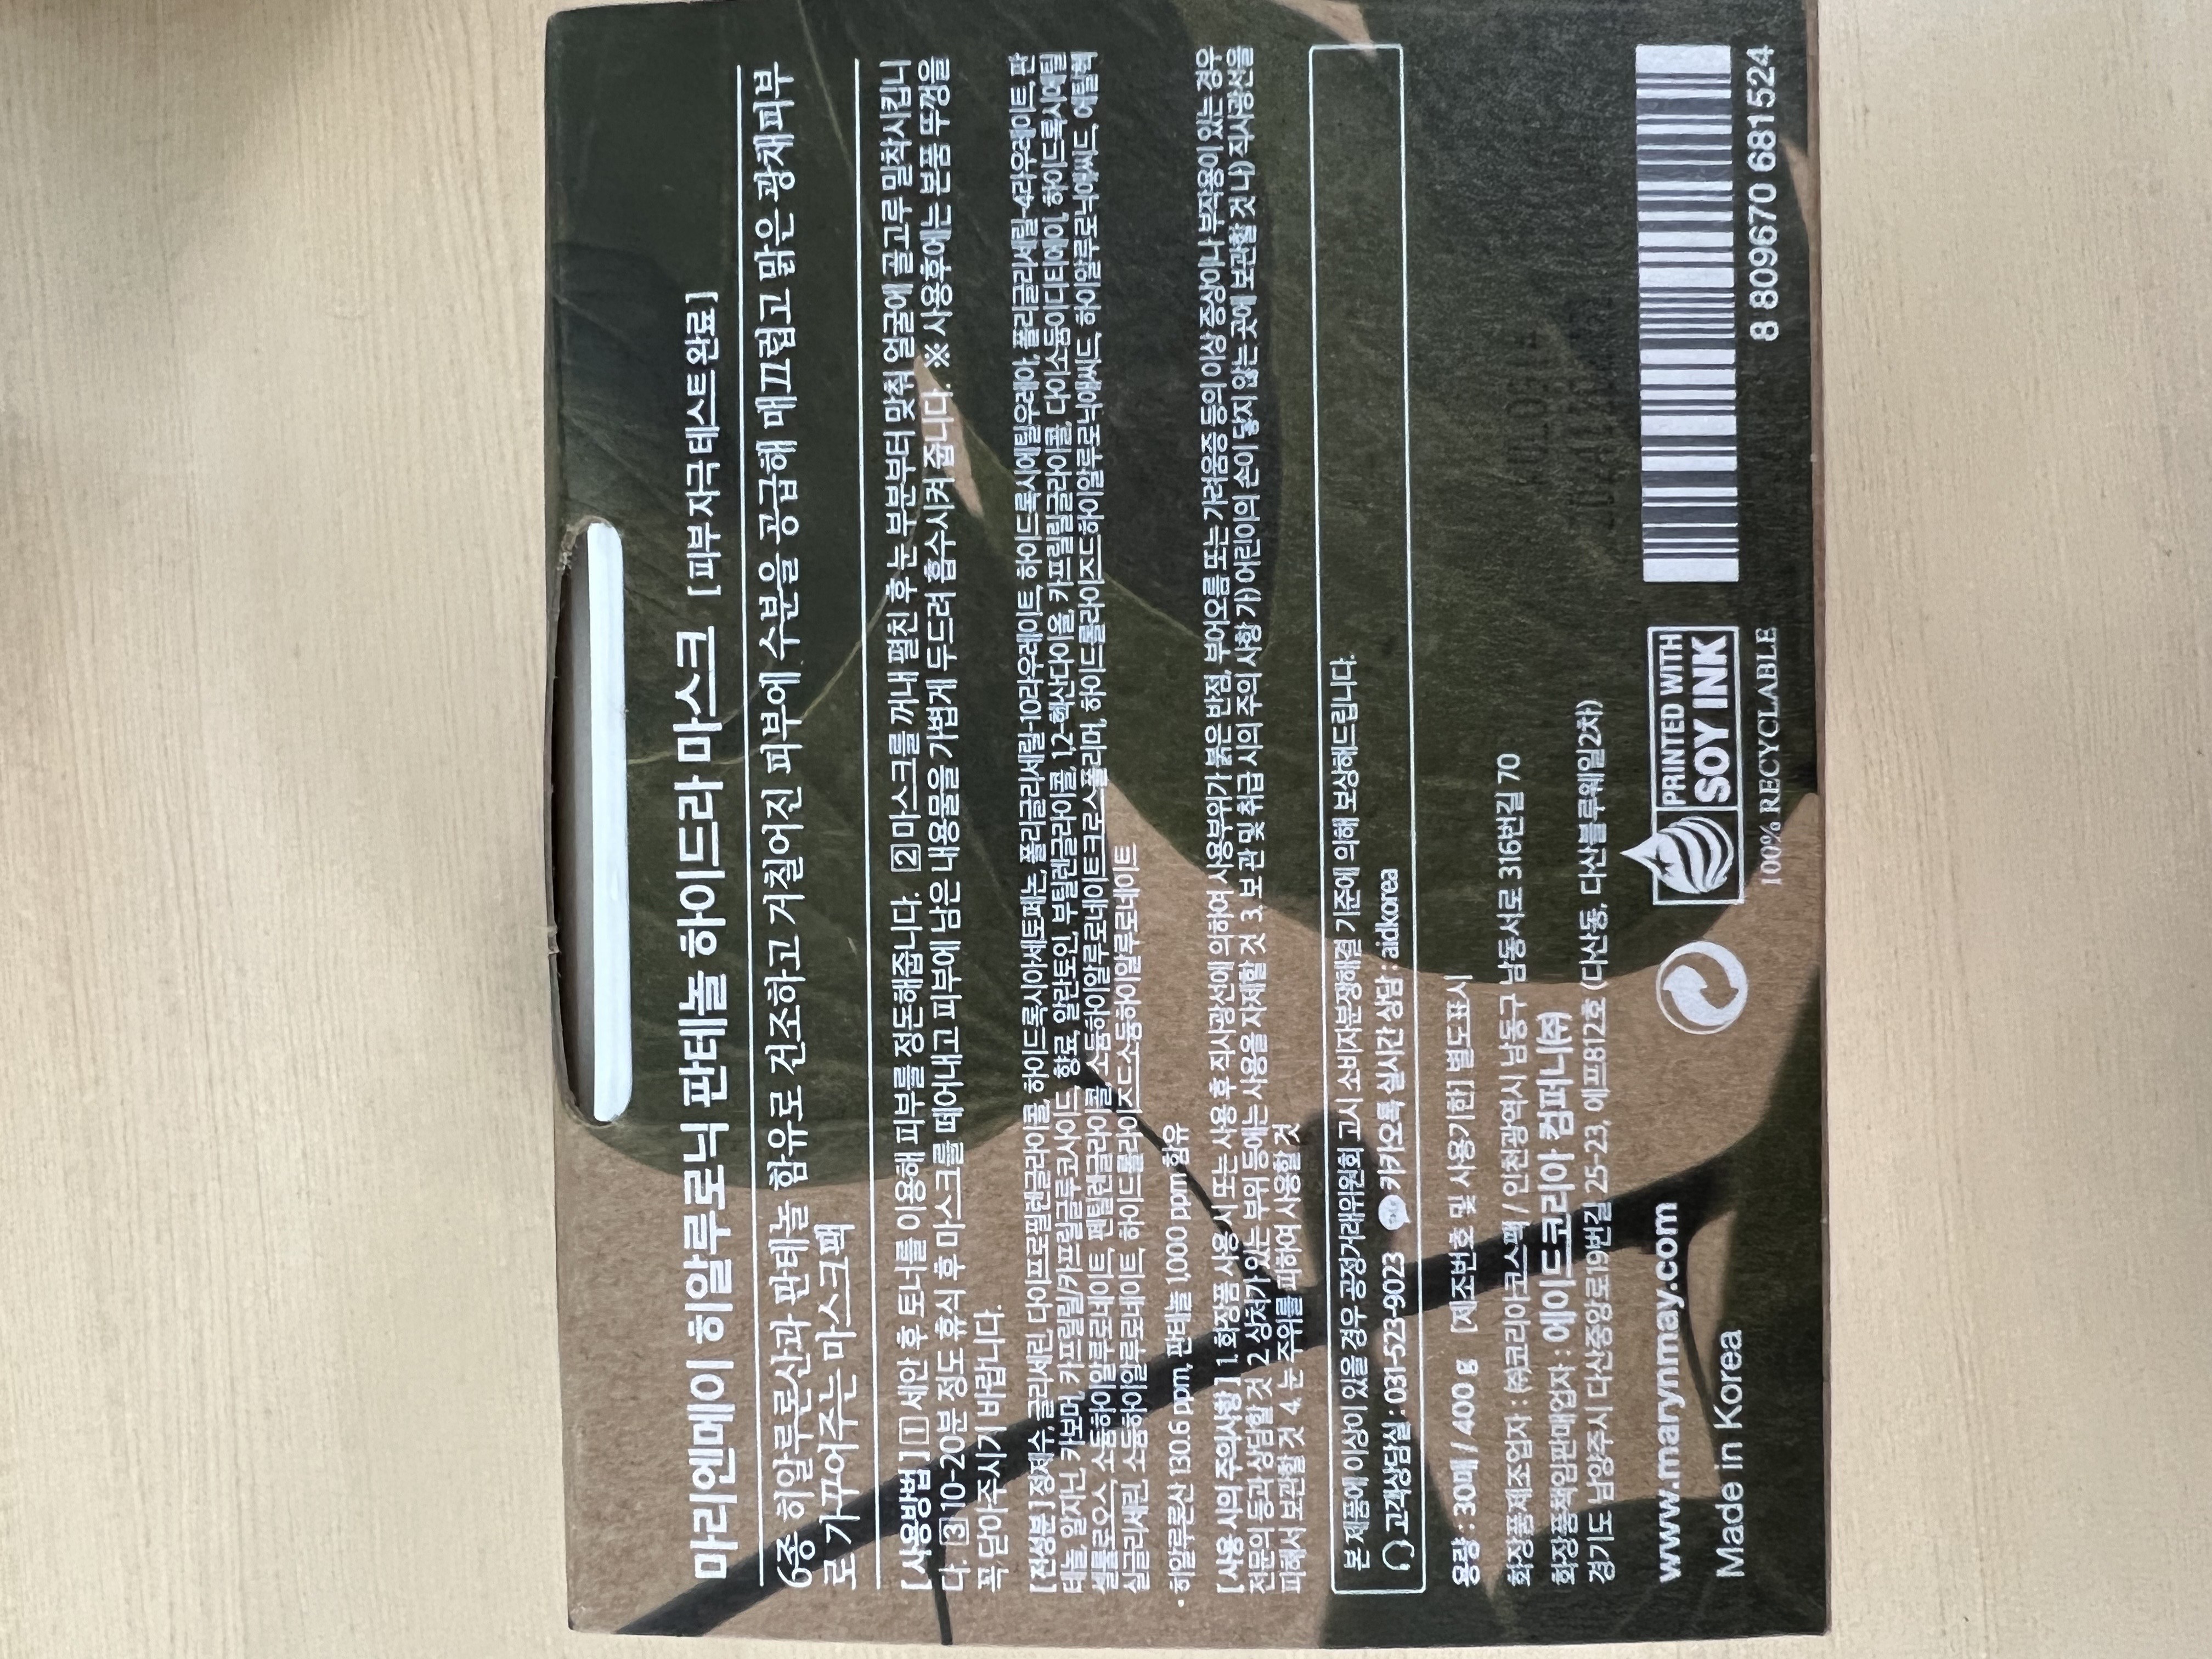 마리엔메이 히알루로닉 판테놀 하이드라 마스크 [ 피부 자극 테스트 완료 ]
6종 히알루론산과 판테놀 함유로 건조하고 거칠어진 피부에 수분을 공급해 매끄럽고 맑은 광채피부
로 가꾸어주는 마스크 팩
[ 사용방법 ] 1 세안 후 토너를 이용해 피부를 정돈해줍니다. 2 마스크를 꺼내 펼친 후 눈 부분부터 맞춰 얼굴에 골고루 밀착시킵니
다. 3 10-20분 정도 휴식 후 마스크를 떼어내고 피부에 남은 내용물을 가볍게 두드려 흡수시켜 줍니다. ※ 사용후에는 본품 뚜껑을
꼭 닫아주시기 바랍니다.
[ 전성분 ] 정제수, 글리세린, 다이프로필렌글라이콜, 하이드록시아세토페논, 폴리글리세릴-10라우레이트, 하이드록시에틸우레아, 폴리글리세릴-4라우레이트, 판
테놀, 알지닌, 카보머, 카프릴릴/카프릴글루코사이드, 향료, 알란토인, 부틸렌글라이콜, 1,2-헥산다이올, 카프릴릴글라이콜, 다이소듐이디티에이, 하이드록시에틸
셀룰로오스, 소듐하이알루로네이트, 펜틸렌글라이콜, 소듐하이알루로네이트크로스폴리머, 하이드롤라이즈드하이알루로닉애씨드, 하이알루로닉애씨드, 에틸헥
실글리세린, 소듐하이알루로네이트, 하이드롤라이즈드소듐하이알루로네이트
• 히알루론산 130.6 ppm, 판테놀 1,000 ppm 함유
[ 사용 시의 주의사항 ] 1. 화장품 사용 시 또는 사용 후 직사광선에 의하여 사용부위가 붉은 반점, 부어오름 또는 가려움증 등의 이상 증상이나 부작용이 있는 경우
전문의 등과 상담할 것 2. 상처가 있는 부위 등에는 사용을 자제할 것 3. 보관 및 취급 시의 주의 사항 가) 어린이의 손이 닿지 않는 곳에 보관할 것 나) 직사광선을
피해서 보관할 것 4. 눈 주위를 피하여 사용할 것
본 제품에 이상이 있을 경우 공정거래위원회 고시 소비자분쟁해결 기준에 의해 보상해드립니다.
고객상담실 : 031-523-9023 카카오톡 실시간 상담 : aidkorea
용량 : 30매 / 400 g [제조번호 및 사용기한] 별도표시
화장품제조업자 : ㈜코리아코스팩 / 인천광역시 남동구 남동서로 316번길 70
화장품책임판매업자 : 에이드코리아 컴퍼니㈜
경기도 남양주시 다산중앙로19번길 25-23, 에프812호 (다산동, 다산블루웨일2차)
www.marynmay.com
Made in Korea
PRINTED WITH
SOY INK
100% RECYCLABLE
8 809670 681524